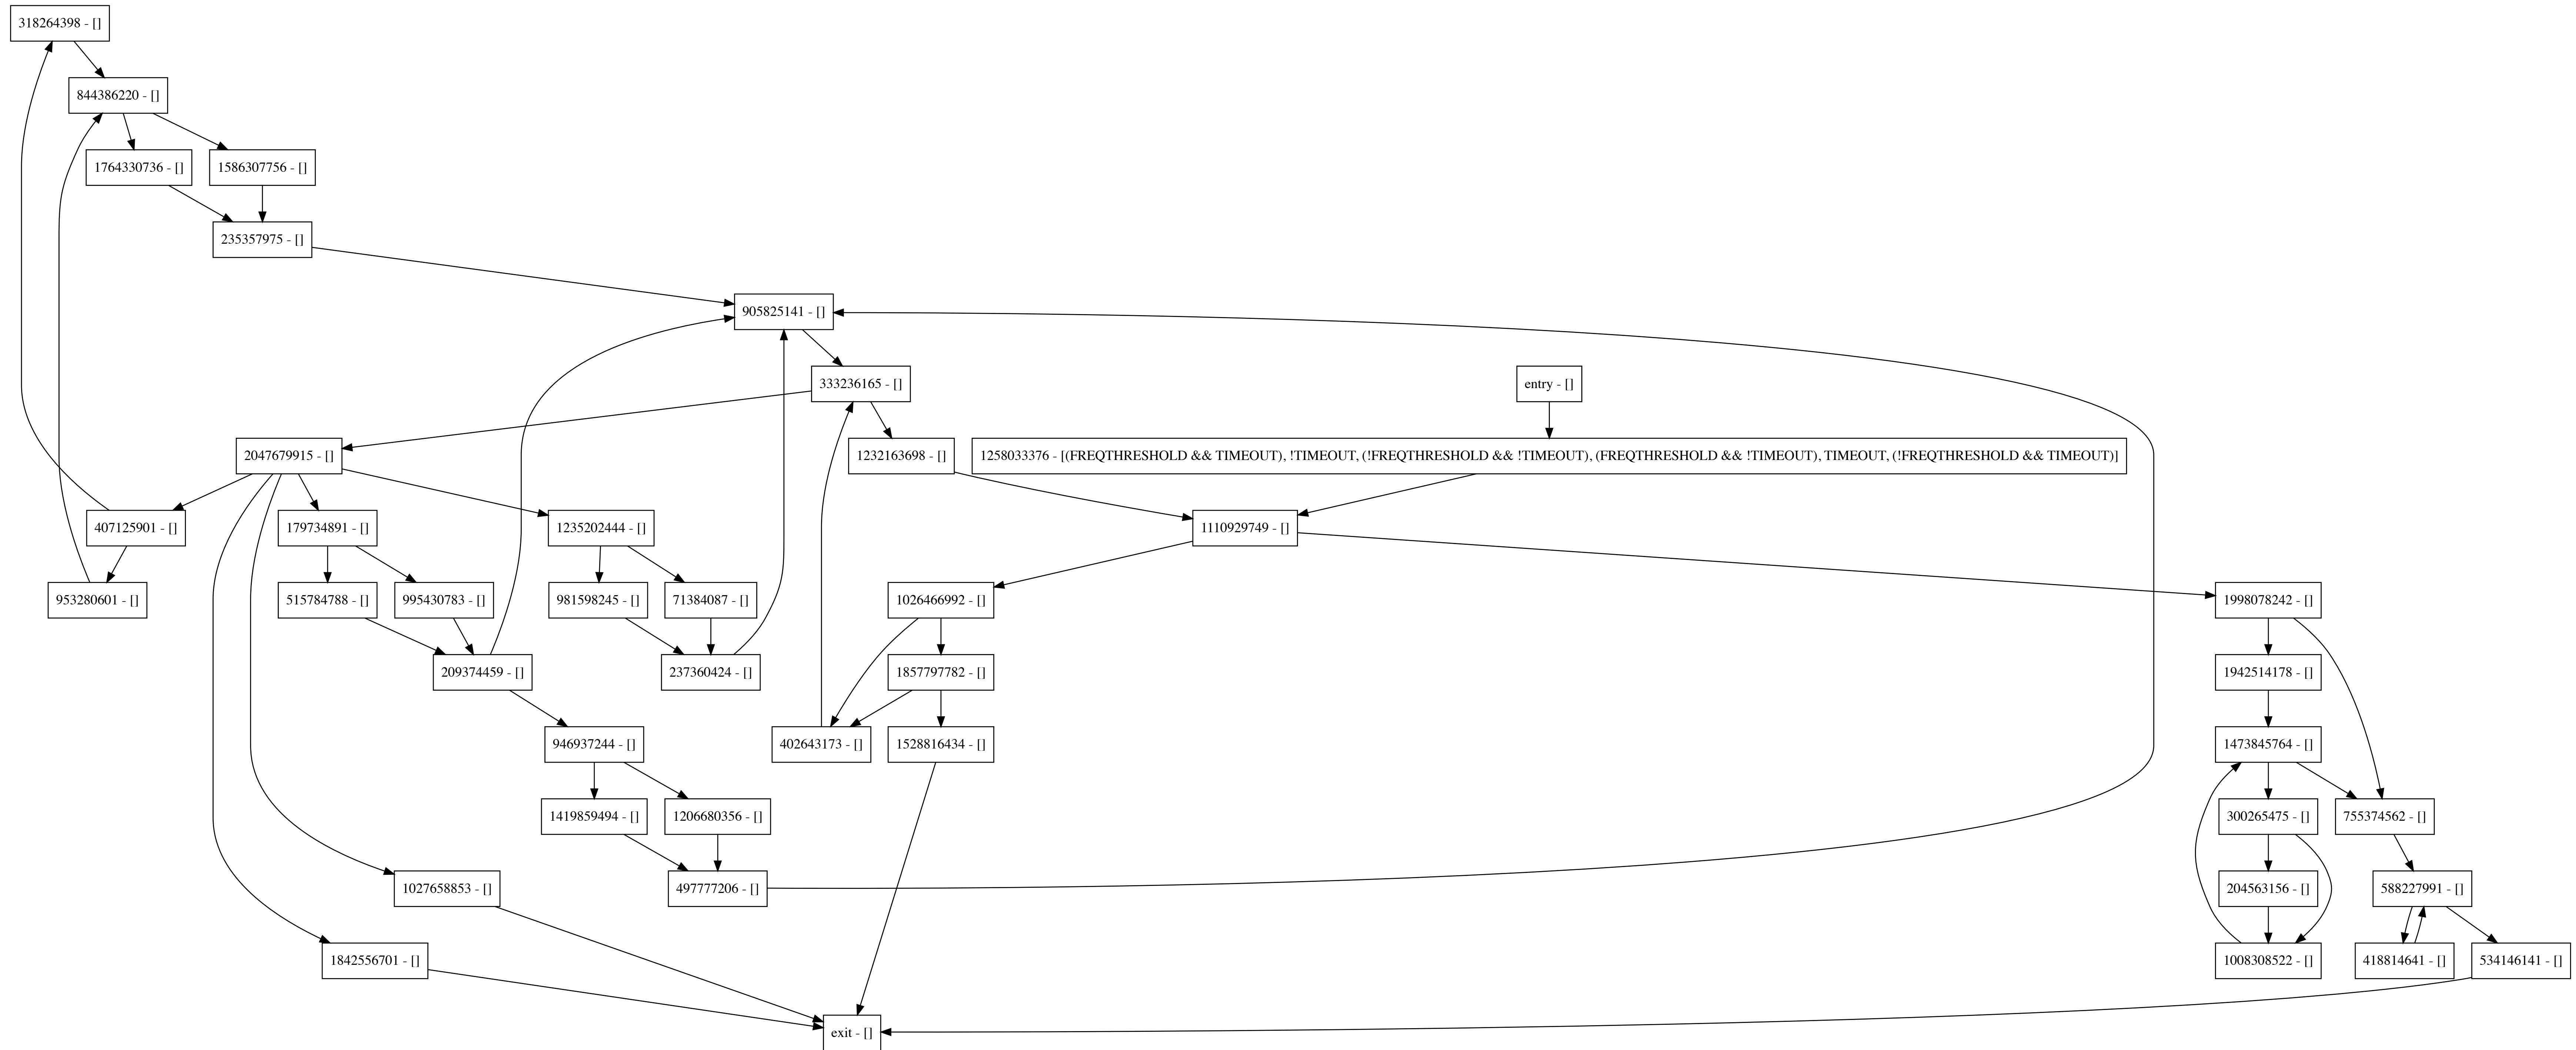 318264398 - []
844386220 - []
1764330736 - []
1586307756 - []
235357975 - []
905825141 - []
333236165 - []
entry - []
2047679915 - []
1232163698 - []
1258033376 - [(FREQTHRESHOLD && TIMEOUT), !TIMEOUT, (!FREQTHRESHOLD && !TIMEOUT), (FREQTHRESHOLD && !TIMEOUT), TIMEOUT, (!FREQTHRESHOLD && TIMEOUT)]
407125901 - []
179734891 - []
1235202444 - []
1110929749 - []
953280601 - []
515784788 - []
995430783 - []
981598245 - []
71384087 - []
1026466992 - []
1998078242 - []
209374459 - []
237360424 - []
1857797782 - []
1942514178 - []
946937244 - []
402643173 - []
1528816434 - []
1473845764 - []
1419859494 - []
1206680356 - []
300265475 - []
755374562 - []
1027658853 - []
497777206 - []
204563156 - []
588227991 - []
1842556701 - []
1008308522 - []
418814641 - []
534146141 - []
exit - []